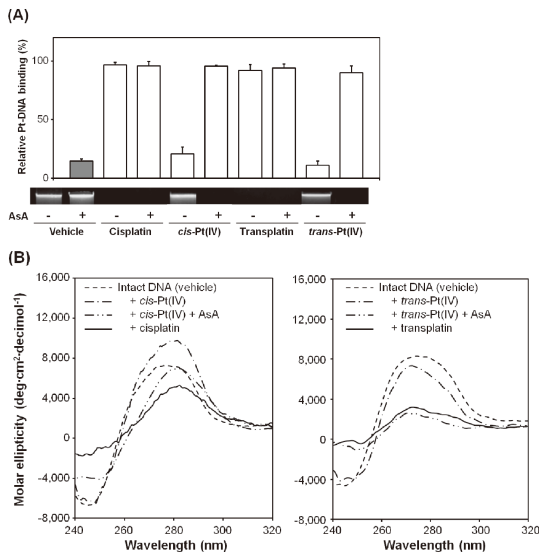 (A)
Relative Pt-DNA binding (%)
100
50
0
AsA - + - + - + - + - +
Vehicle Cisplatin cis-Pt(IV) Transplatin trans-Pt(IV)
(B)
Molar ellipticity (deg·cm²·decimol⁻¹)
16,000
12,000
8,000
4,000
0
-4,000
-8,000
Intact DNA (vehicle)
+ cis-Pt(IV)
+ cis-Pt(IV) + AsA
+ cisplatin
240 260 280 300 320
Wavelength (nm)
16,000
12,000
8,000
4,000
0
-4,000
-8,000
Intact DNA (vehicle)
+ trans-Pt(IV)
+ trans-Pt(IV) + AsA
+ transplatin
240 260 280 300 320
Wavelength (nm)